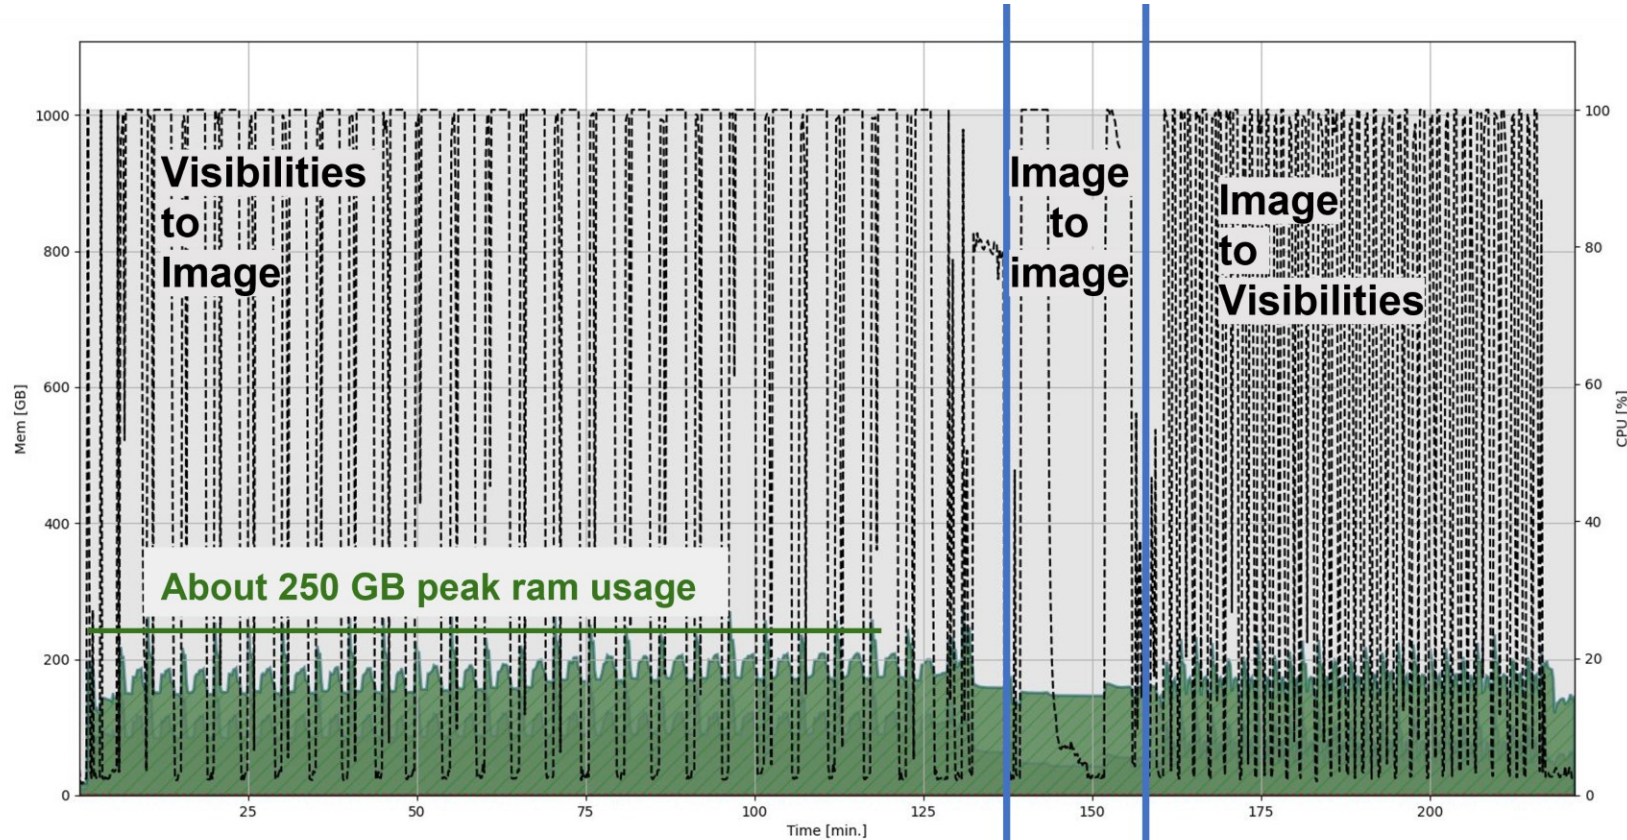 Visibilities
to
Image
Image
to
image
Image
to
Visibilities
About 250 GB peak ram usage
Mem [GB]
1000
800
600
400
200
0
CPU [%]
100
80
60
40
20
0
25
50
75
100
125
150
175
200
Time [min.]